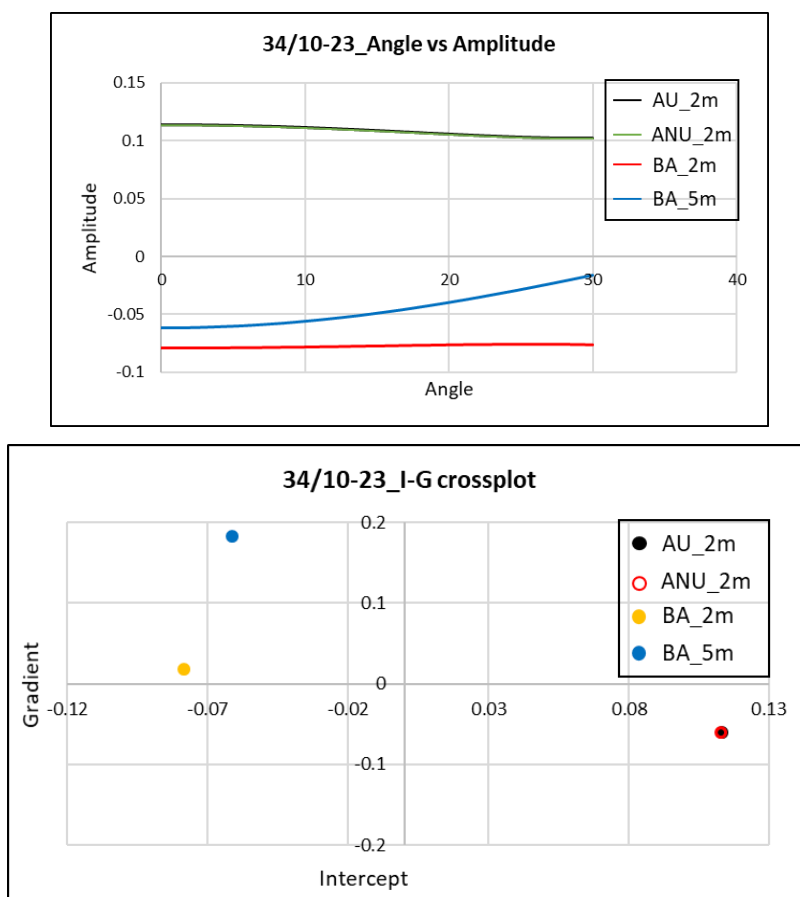 34/10-23_Angle vs Amplitude
0.15
0.1
0.05
0
-0.05
-0.1
0 10 20 30 40
Amplitude
Angle
AU_2m
ANU_2m
BA_2m
BA_5m
34/10-23_I-G crossplot
0.2
0.1
0
-0.1
-0.2
-0.12 -0.07 -0.02 0.03 0.08 0.13
Gradient
Intercept
AU_2m
ANU_2m
BA_2m
BA_5m